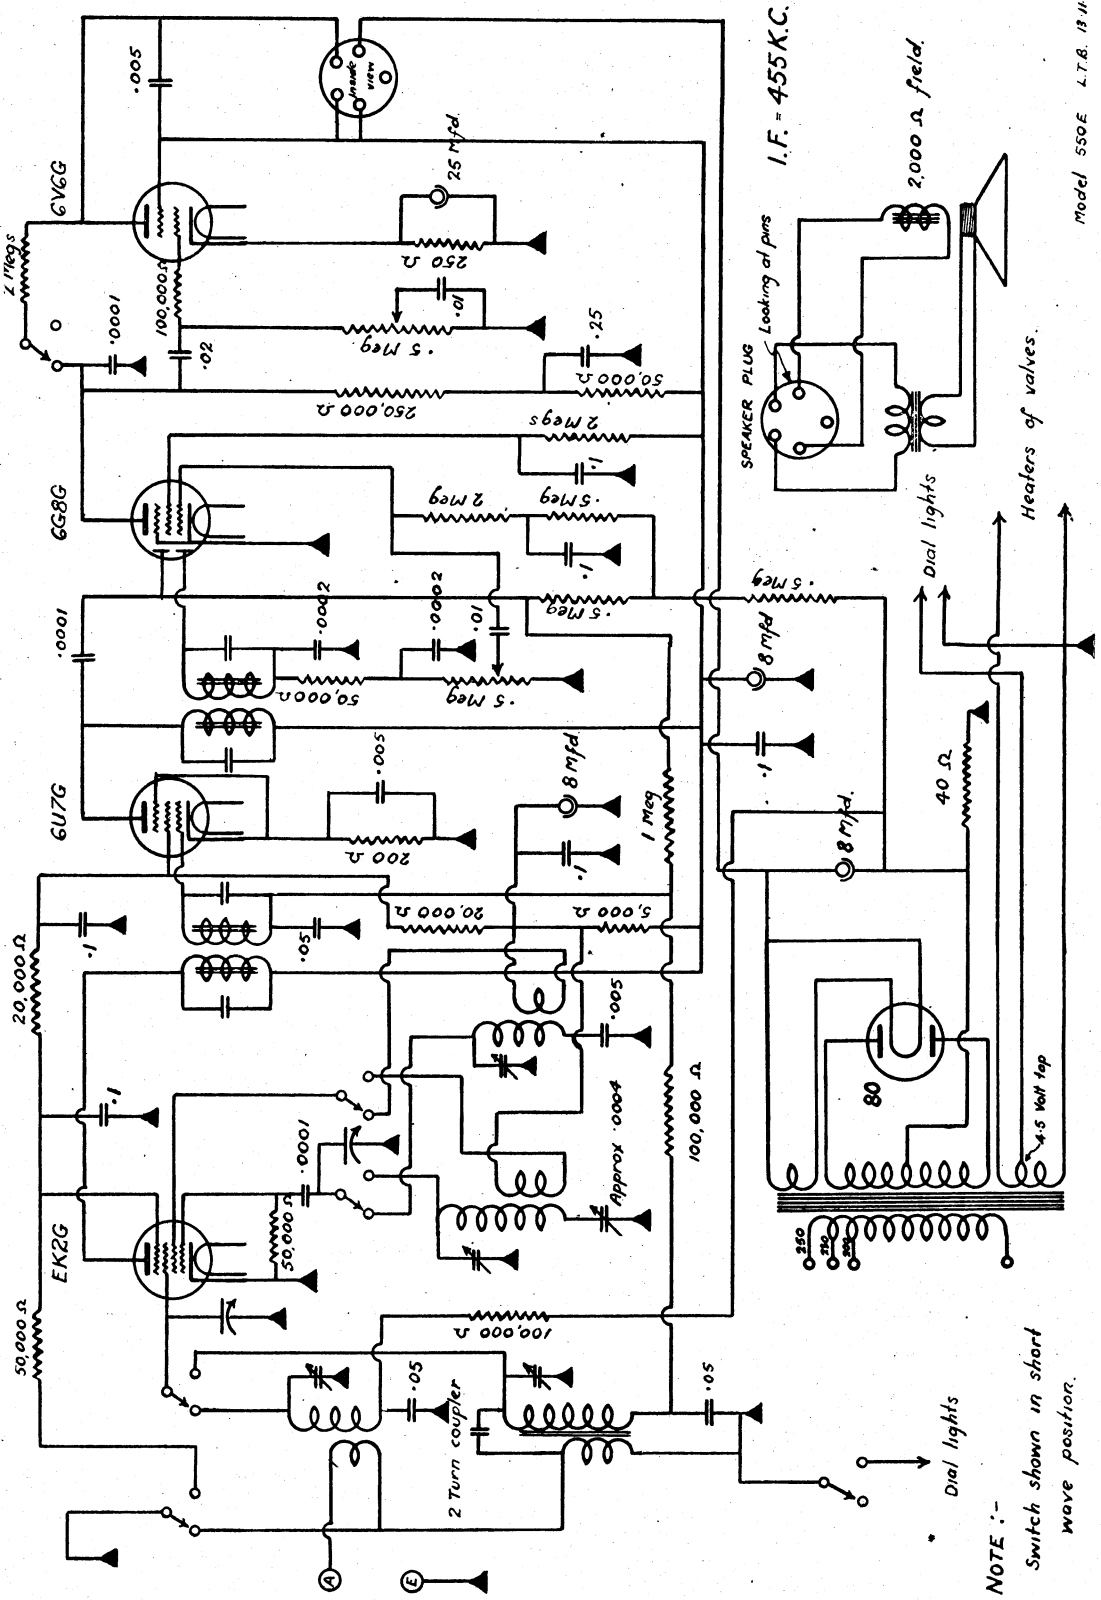 EK2G
6U7G
6G8G
6V6G
50,000 Ω
20,000 Ω
.1
.1
.0001
2 Megs
.005
.0001
100,000 Ω
.02
inside
view
25 Mfd.
250 Ω
.01
.5 Meg
.25
50,000 Ω
250,000 Ω
2 Megs
.1
2 Meg
.5 Meg
.1
.0002
.0002
.01
50,000 Ω
.5 Meg
.5 Meg
.5 Meg
.005
200 Ω
8 Mfd
.1
8 Mfd
.1
1 Meg
.05
20,000 Ω
5,000 Ω
.0001
50,000 Ω
.005
Approx .0004
100,000 Ω
100,000 Ω
.05
.05
2 Turn coupler
A
E
8 Mfd.
40 Ω
80
4.5 Volt tap
250
230
200
Dial lights
Heaters of valves.
SPEAKER PLUG
Looking at pins
2,000 Ω field.
I.F. = 455 K.C.
Model 550E L.T.B. 13·11·
Dial lights
NOTE :-
Switch shown in short
wave position.